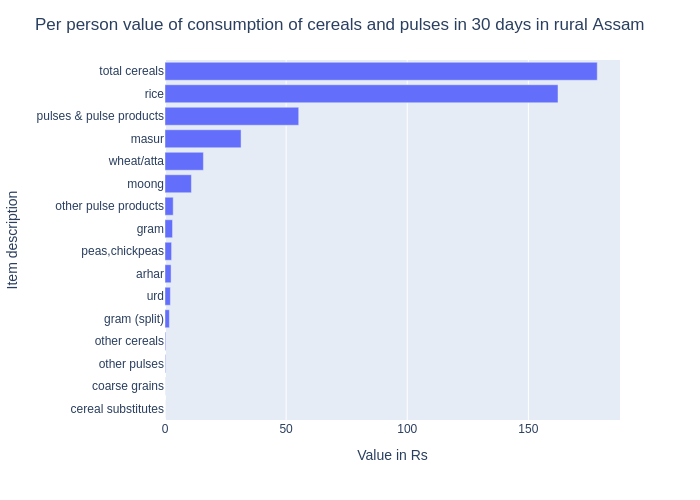 Per person value of consumption of cereals and pulses in 30 days in rural Assam
total cereals
rice
pulses & pulse products
masur
wheat/atta
moong
other pulse products
gram
peas,chickpeas
arhar
urd
gram (split)
other cereals
other pulses
coarse grains
cereal substitutes
Item description
0 50 100 150
Value in Rs